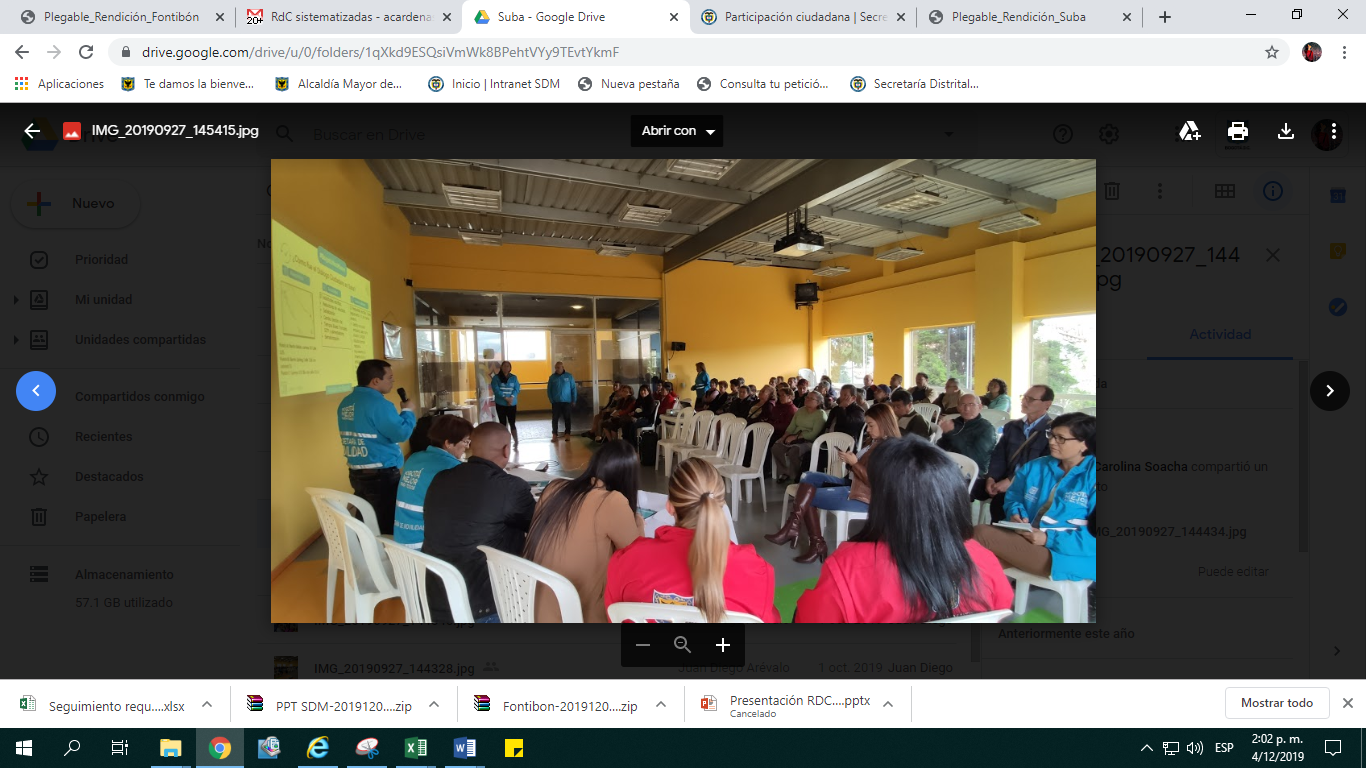 Plegable_Rendición_Fontibón
RdC sistematizadas - acardena
Suba - Google Drive
Participación ciudadana | Secre
Plegable_Rendición_Suba
drive.google.com/drive/u/0/folders/1qXkd9ESQsiVmWk8BPehtVYy9TEvtYkmF
Aplicaciones
Te damos la bienve...
Alcaldía Mayor de...
Inicio | Intranet SDM
Nueva pestaña
Consulta tu petició...
Secretaría Distrital...
IMG_20190927_145415.jpg
Buscar en Drive
Abrir con
Nuevo
Prioridad
Mi unidad
Unidades compartidas
Compartidos conmigo
Recientes
Destacados
Papelera
Almacenamiento
57.1 GB utilizado
_20190927_144
pg
Actividad
Carolina Soacha compartió un
MG_20190927_144434.jpg
Puede editar
Anteriormente este año
IMG_20190927_144328.jpg
Juan Diego Arévalo
1 oct. 2019
Juan Diego
BOGOTÁ
MEJOR
Seguimiento requ....xlsx
PPT SDM-2019120....zip
Fontibon-2019120....zip
Presentación RDC....pptx
Cancelado
Mostrar todo
ESP
2:02 p. m.
4/12/2019